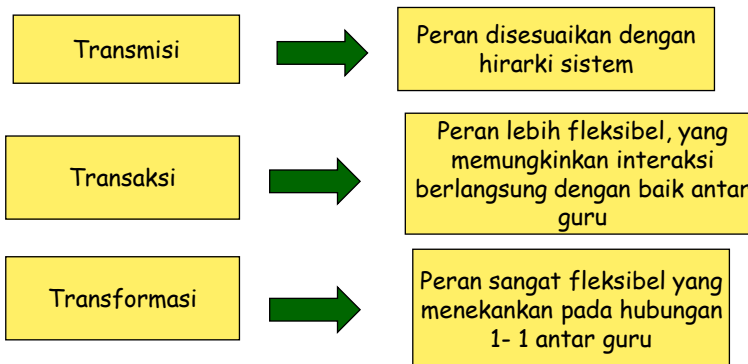 Transmisi
Peran disesuaikan dengan
hirarki sistem
Transaksi
Peran lebih fleksibel, yang
memungkinkan interaksi
berlangsung dengan baik antar
guru
Transformasi
Peran sangat fleksibel yang
menekankan pada hubungan
1- 1 antar guru